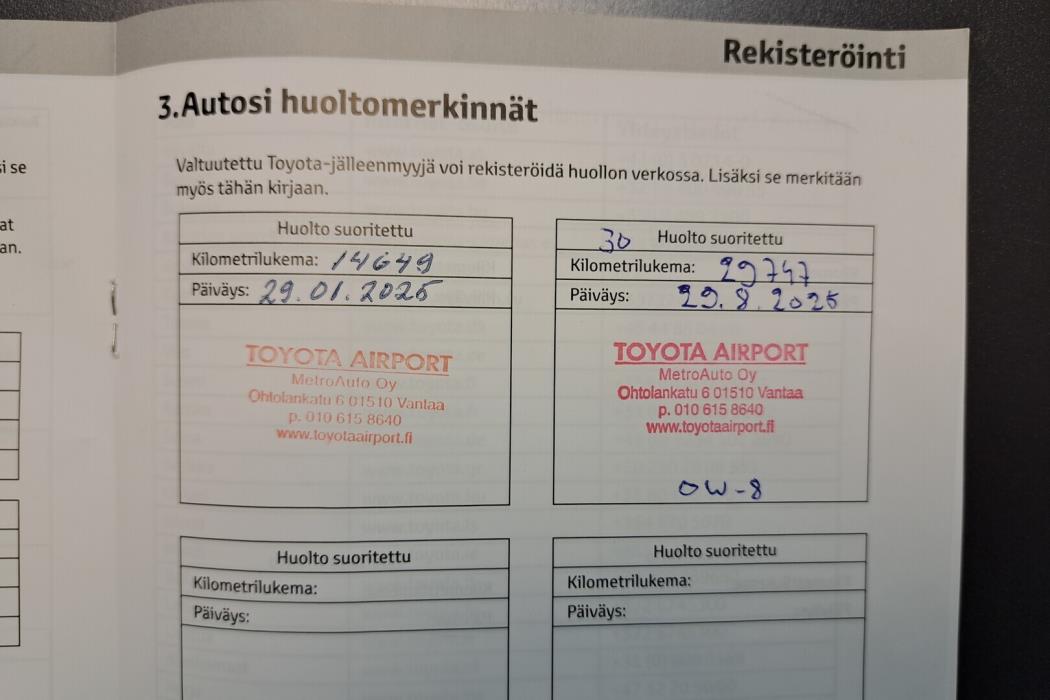 Rekisteröinti
3.Autosi huoltomerkinnät
i se
at
an.
Valtuutettu Toyota-jälleenmyyjä voi rekisteröidä huollon verkossa. Lisäksi se merkitään
myös tähän kirjaan.
Huolto suoritettu
Kilometrilukema: 14649
Päiväys: 29.01.2025
TOYOTA AIRPORT
MetroAuto Oy
Ohtolankatu 6 01510 Vantaa
p. 010 615 8640
www.toyotaairport.fi
30 Huolto suoritettu
Kilometrilukema: 29747
Päiväys: 29.8.2025
TOYOTA AIRPORT
MetroAuto Oy
Ohtolankatu 6 01510 Vantaa
p. 010 615 8640
www.toyotaairport.fi
OW-8
Huolto suoritettu
Kilometrilukema:
Päiväys:
Huolto suoritettu
Kilometrilukema:
Päiväys: